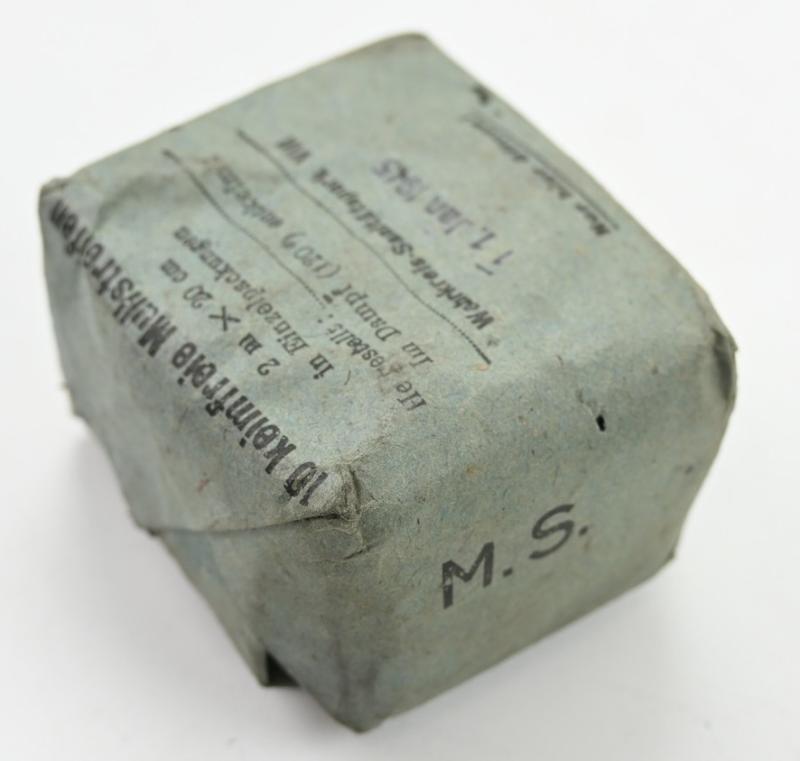 10 keimfreie Mullstreifen
2 m × 20 cm
in Einzelpackungen
Im Dampf (120°) entkeimt
Hergestellt:
Wehrkreis-Sanitätspark VIII
11. Jan 1945
M. S.